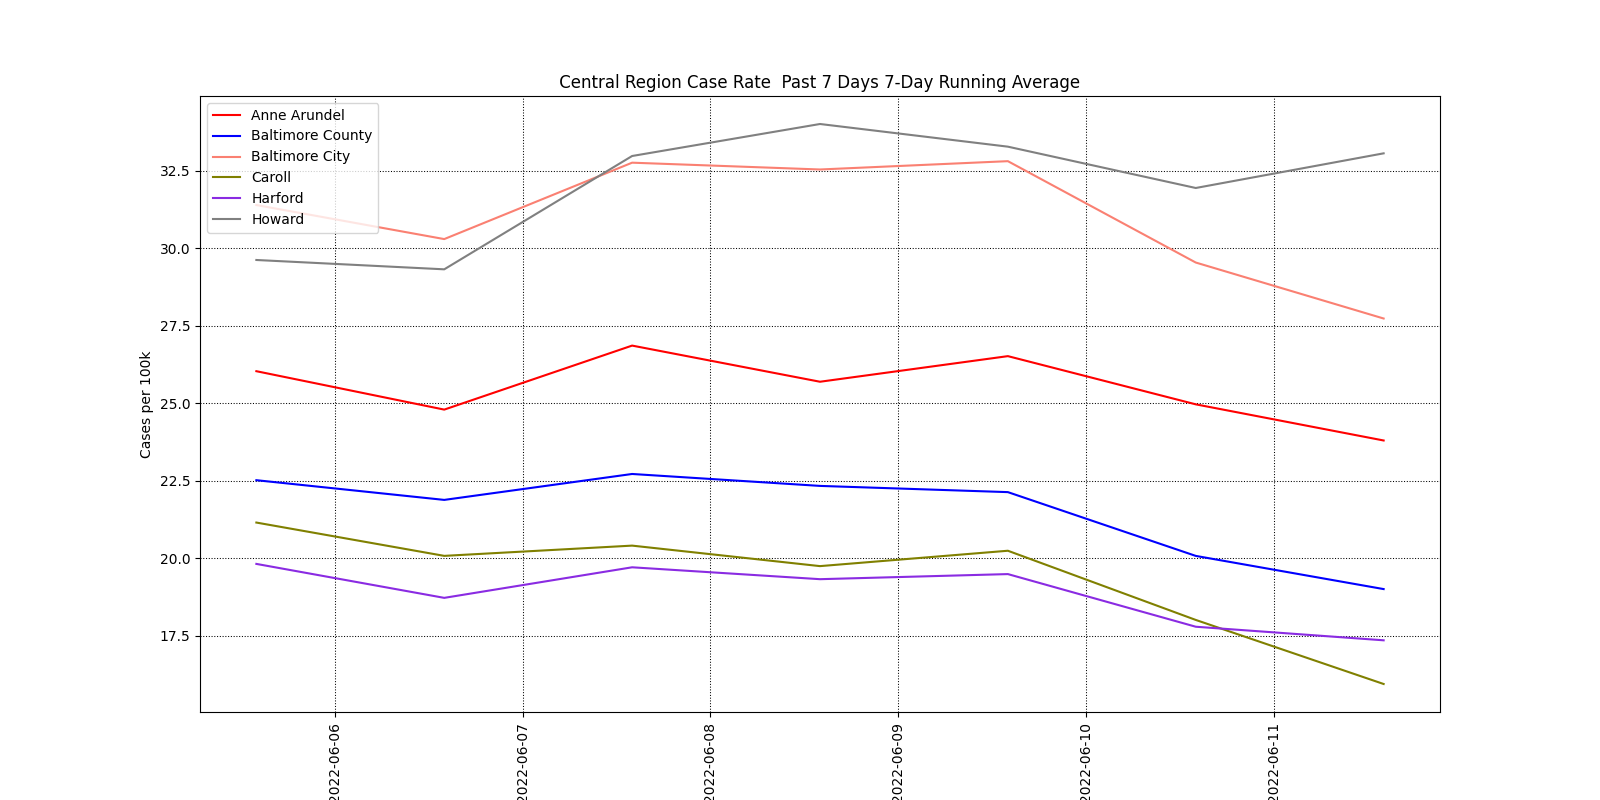 Central Region Case Rate  Past 7 Days 7-Day Running Average
Anne Arundel
Baltimore County
Baltimore City
Caroll
Harford
Howard
Cases per 100k
32.5
30.0
27.5
25.0
22.5
20.0
17.5
2022-06-06
2022-06-07
2022-06-08
2022-06-09
2022-06-10
2022-06-11